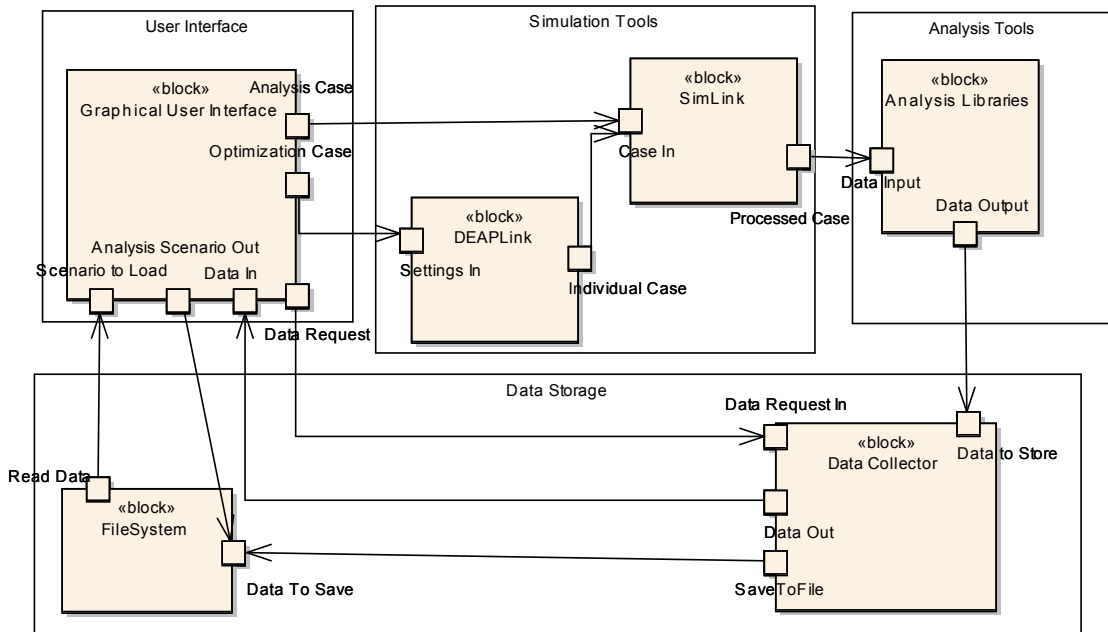 User Interface
Simulation Tools
Analysis Tools
«block»
Graphical User Interface
Analysis Case
Optimization Case
Analysis Scenario Out
Scenario to Load
Data In
Data Request
«block»
SimLink
Case In
Processed Case
«block»
DEAPLink
Settings In
Individual Case
«block»
Analysis Libraries
Data Input
Data Output
Data Storage
Read Data
«block»
FileSystem
Data To Save
Data Request In
«block»
Data Collector
Data to Store
Data Out
SaveToFile